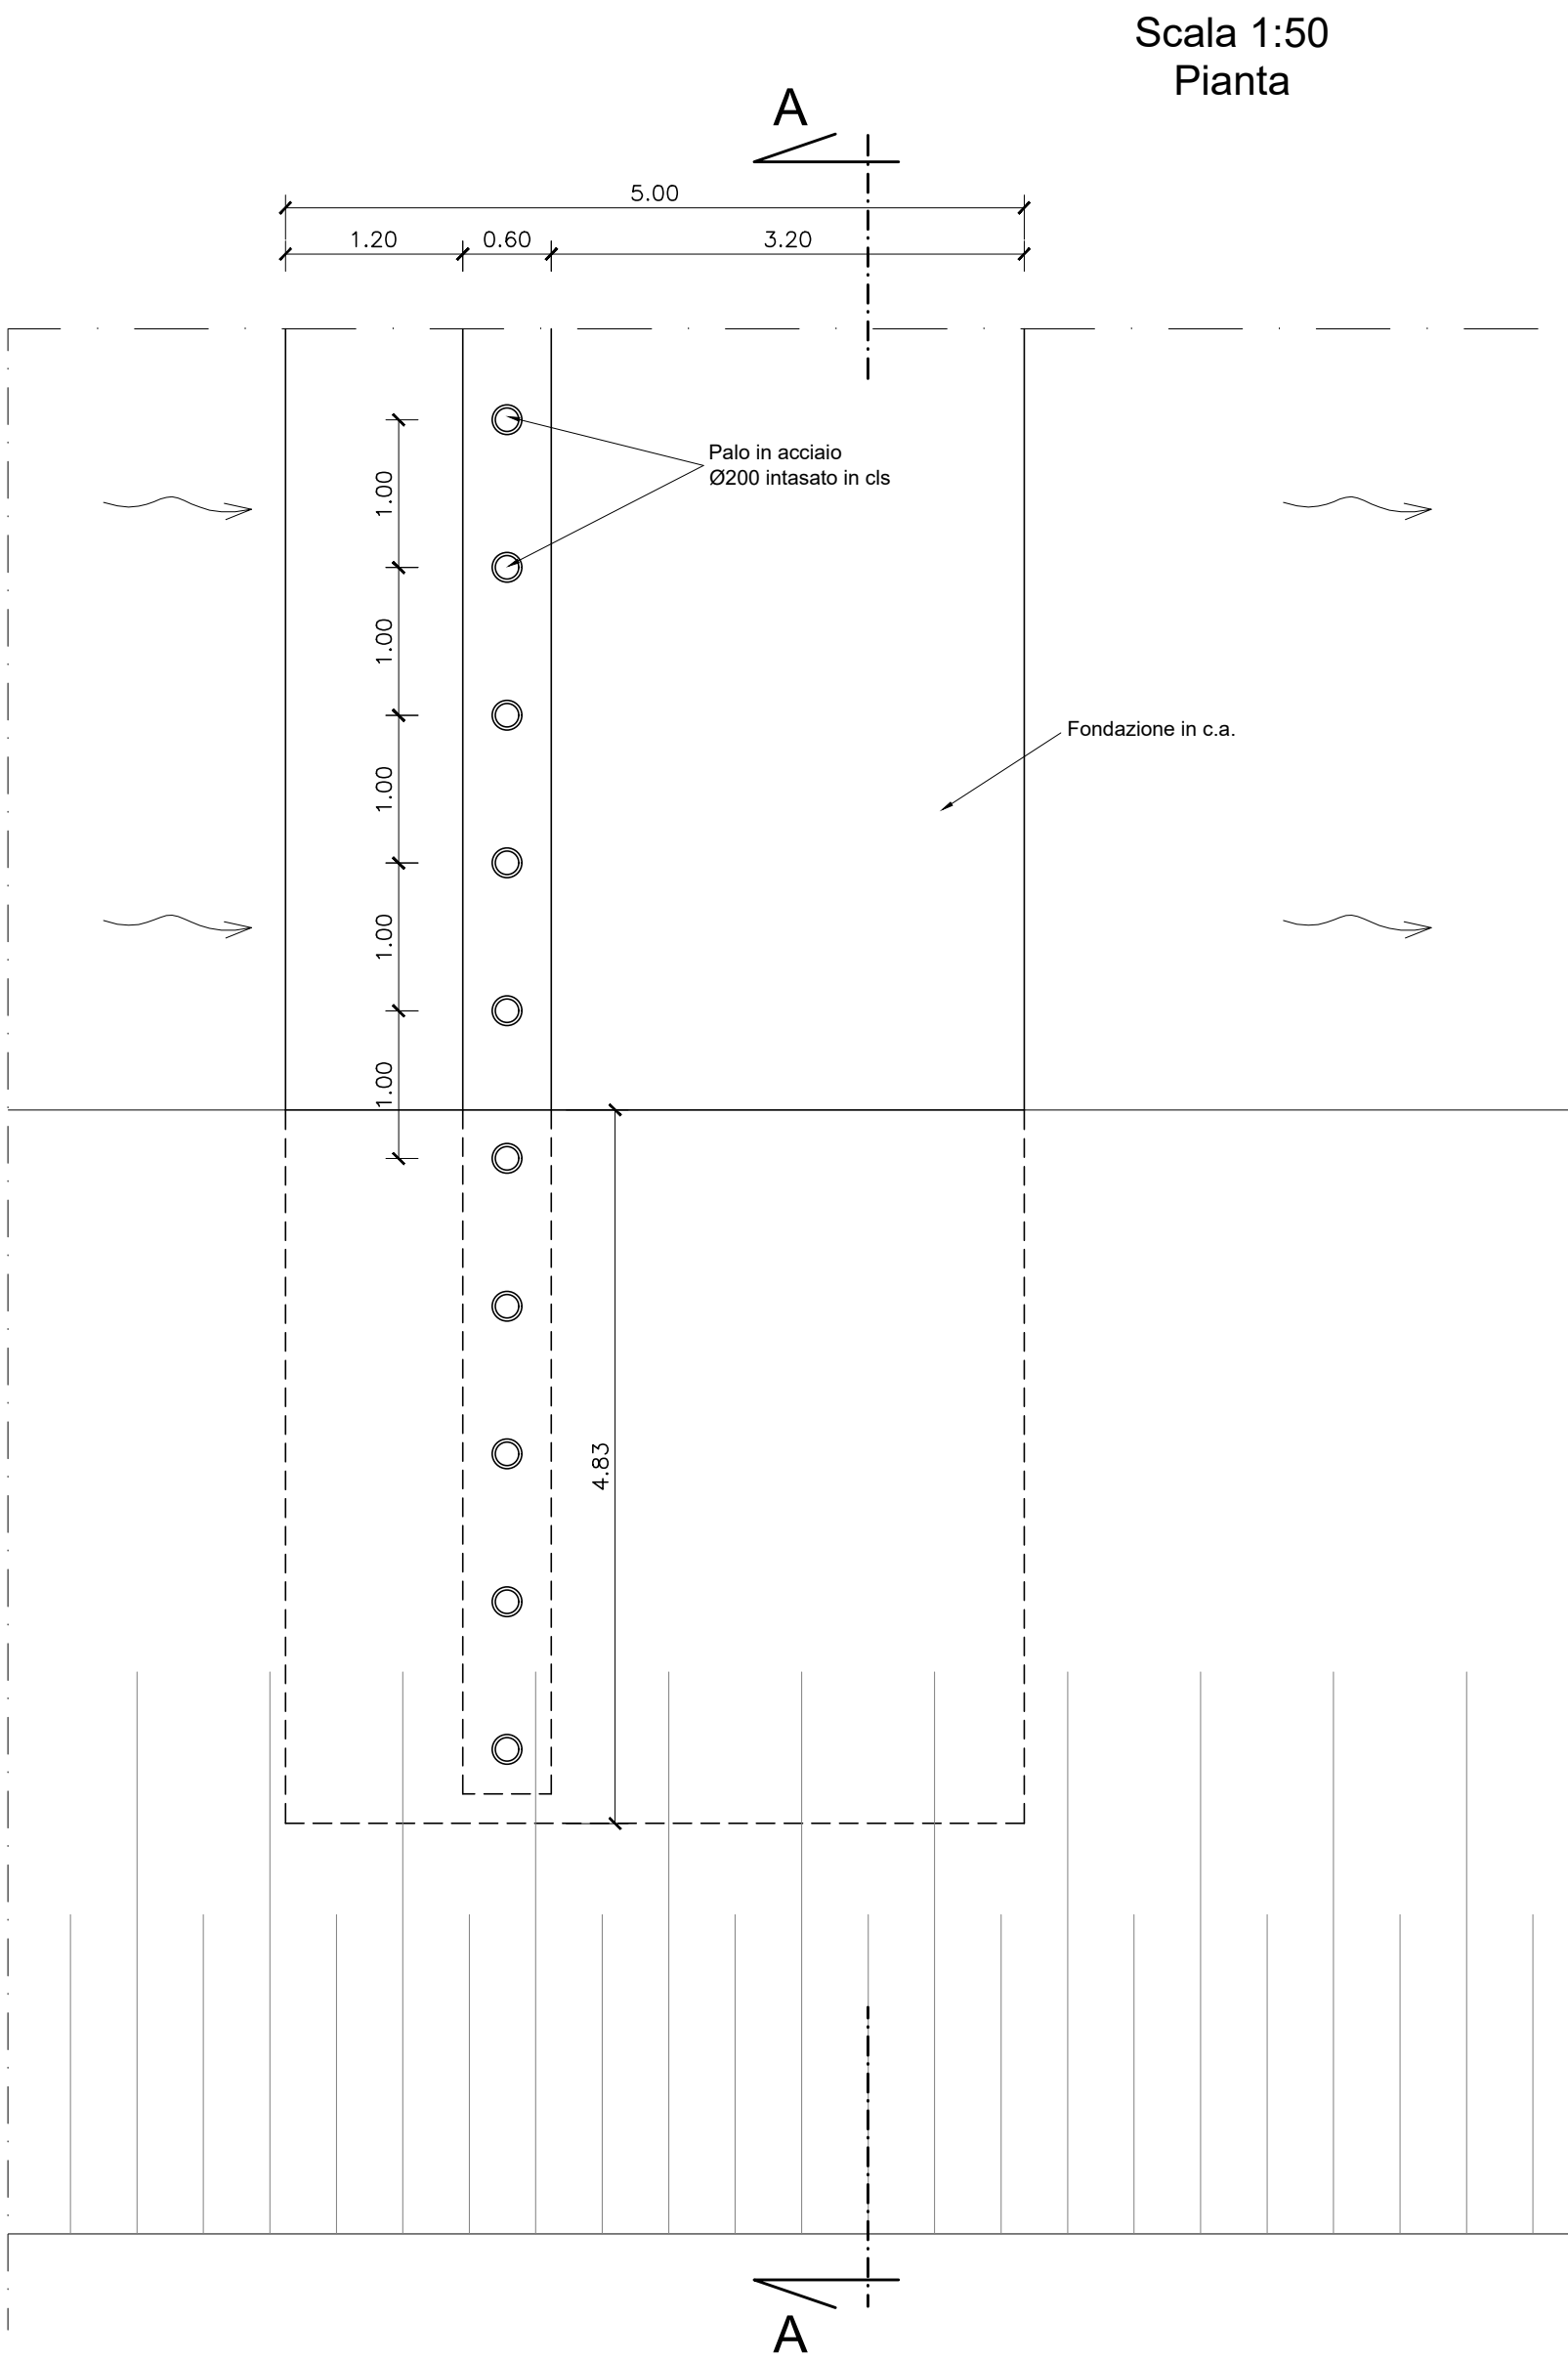 Scala 1:50
Pianta
A
5.00
1.20
0.60
3.20
Palo in acciaio
Ø200 intasato in cls
1.00
1.00
Fondazione in c.a.
1.00
1.00
1.00
4.83
A